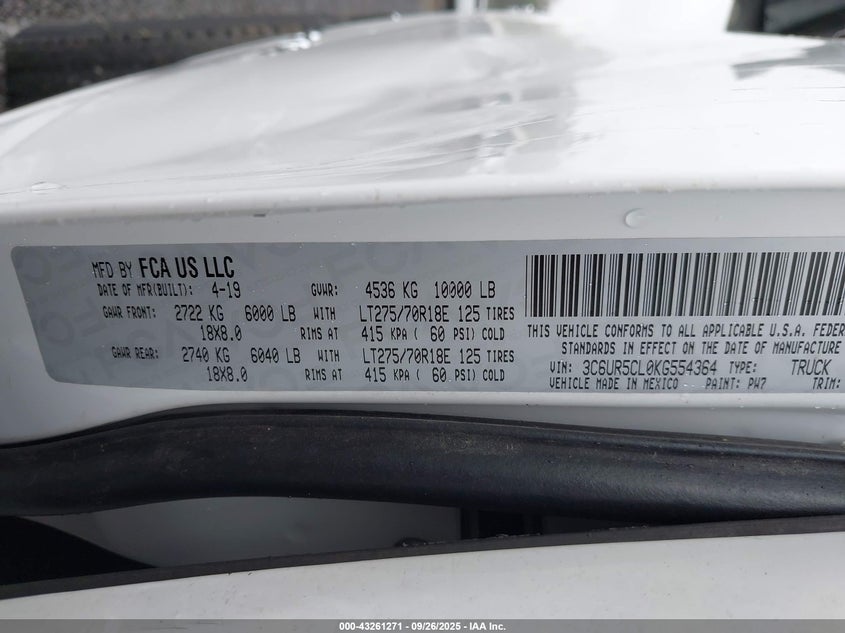 MFD BY FCA US LLC
DATE OF MFR(BUILT): 4-19 GVWR: 4536 KG 10000 LB
GAWR FRONT: 2722 KG 6000 LB WITH LT275/70R18E 125 TIRES
18X8.0 RIMS AT 415 KPA ( 60 PSI) COLD
GAWR REAR: 2740 KG 6040 LB WITH LT275/70R18E 125 TIRES
18X8.0 RIMS AT 415 KPA ( 60 PSI) COLD
THIS VEHICLE CONFORMS TO ALL APPLICABLE U.S.A. FEDER
STANDARDS IN EFFECT ON THE DATE OF MANUFACTURE
VIN: 3C6UR5CL0KG554364 TYPE: TRUCK
VEHICLE MADE IN MEXICO PAINT: PW7 TRIM:
000-43261271 - 09/26/2025 - IAA Inc.